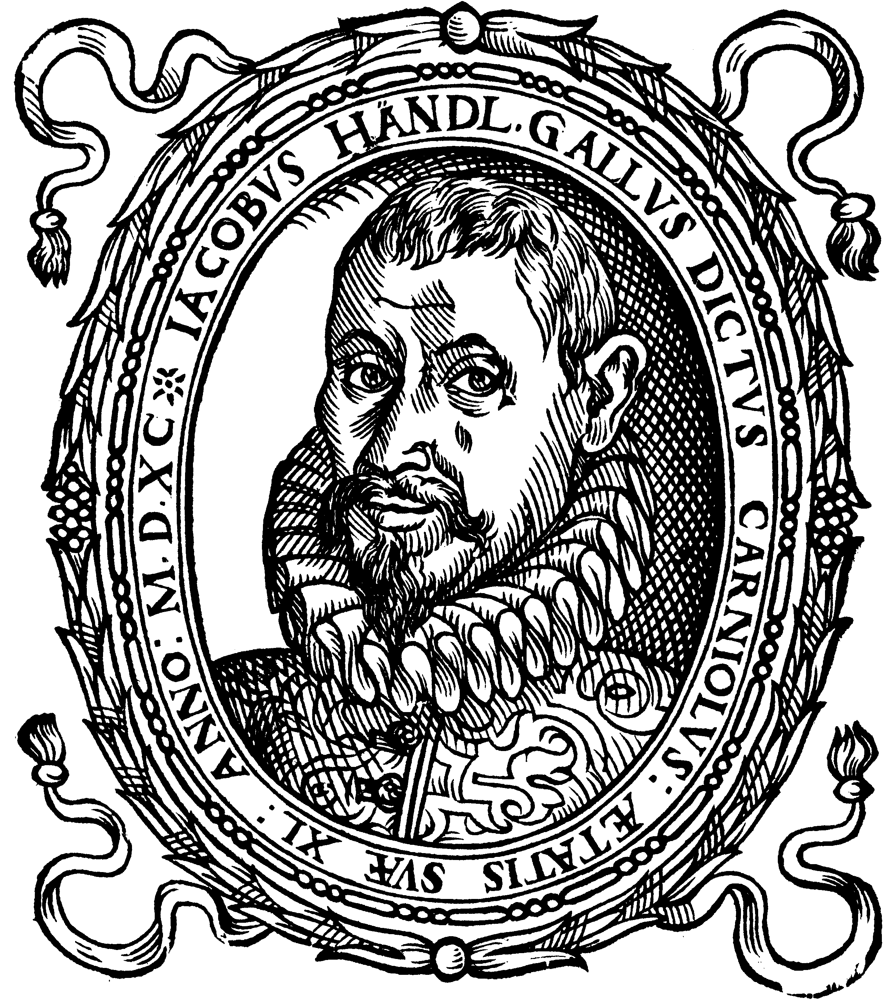 IACOBVS HÄNDL. GALLVS DICTVS CARNIOLVS: ÆTATIS SVÆ XL: ANNO: M.D.XC